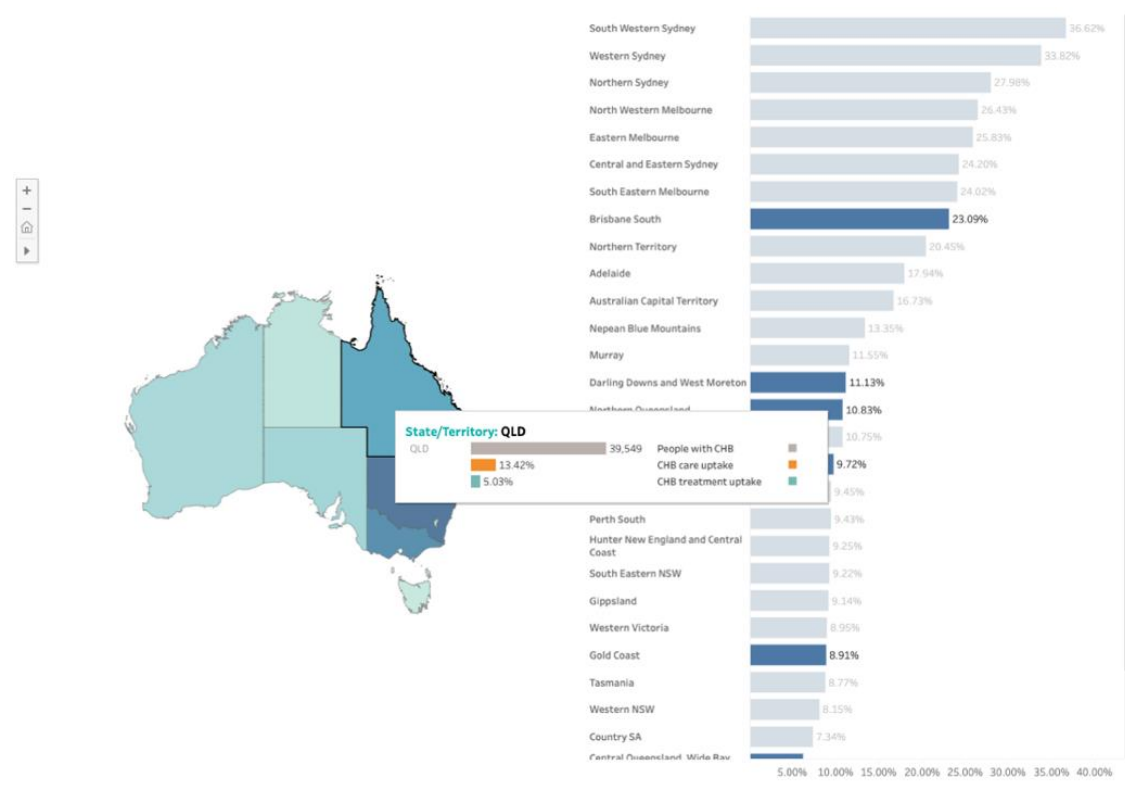 South Western Sydney 36.62%
Western Sydney 33.82%
Northern Sydney 27.98%
North Western Melbourne 26.43%
Eastern Melbourne 25.83%
Central and Eastern Sydney 24.20%
South Eastern Melbourne 24.02%
Brisbane South 23.09%
Northern Territory 20.45%
Adelaide 17.94%
Australian Capital Territory 16.73%
Nepean Blue Mountains 13.35%
Murray 11.55%
Darling Downs and West Moreton 11.13%
Northern Queensland 10.83%
10.75%
9.72%
9.45%
State/Territory: QLD
QLD 39,549 People with CHB
13.42% CHB care uptake
5.03% CHB treatment uptake
Perth South 9.43%
Hunter New England and Central
Coast 9.25%
South Eastern NSW 9.22%
Gippsland 9.14%
Western Victoria 8.95%
Gold Coast 8.91%
Tasmania 8.77%
Western NSW 8.15%
Country SA 7.34%
Central Queensland, Wide Bay
5.00% 10.00% 15.00% 20.00% 25.00% 30.00% 35.00% 40.00%